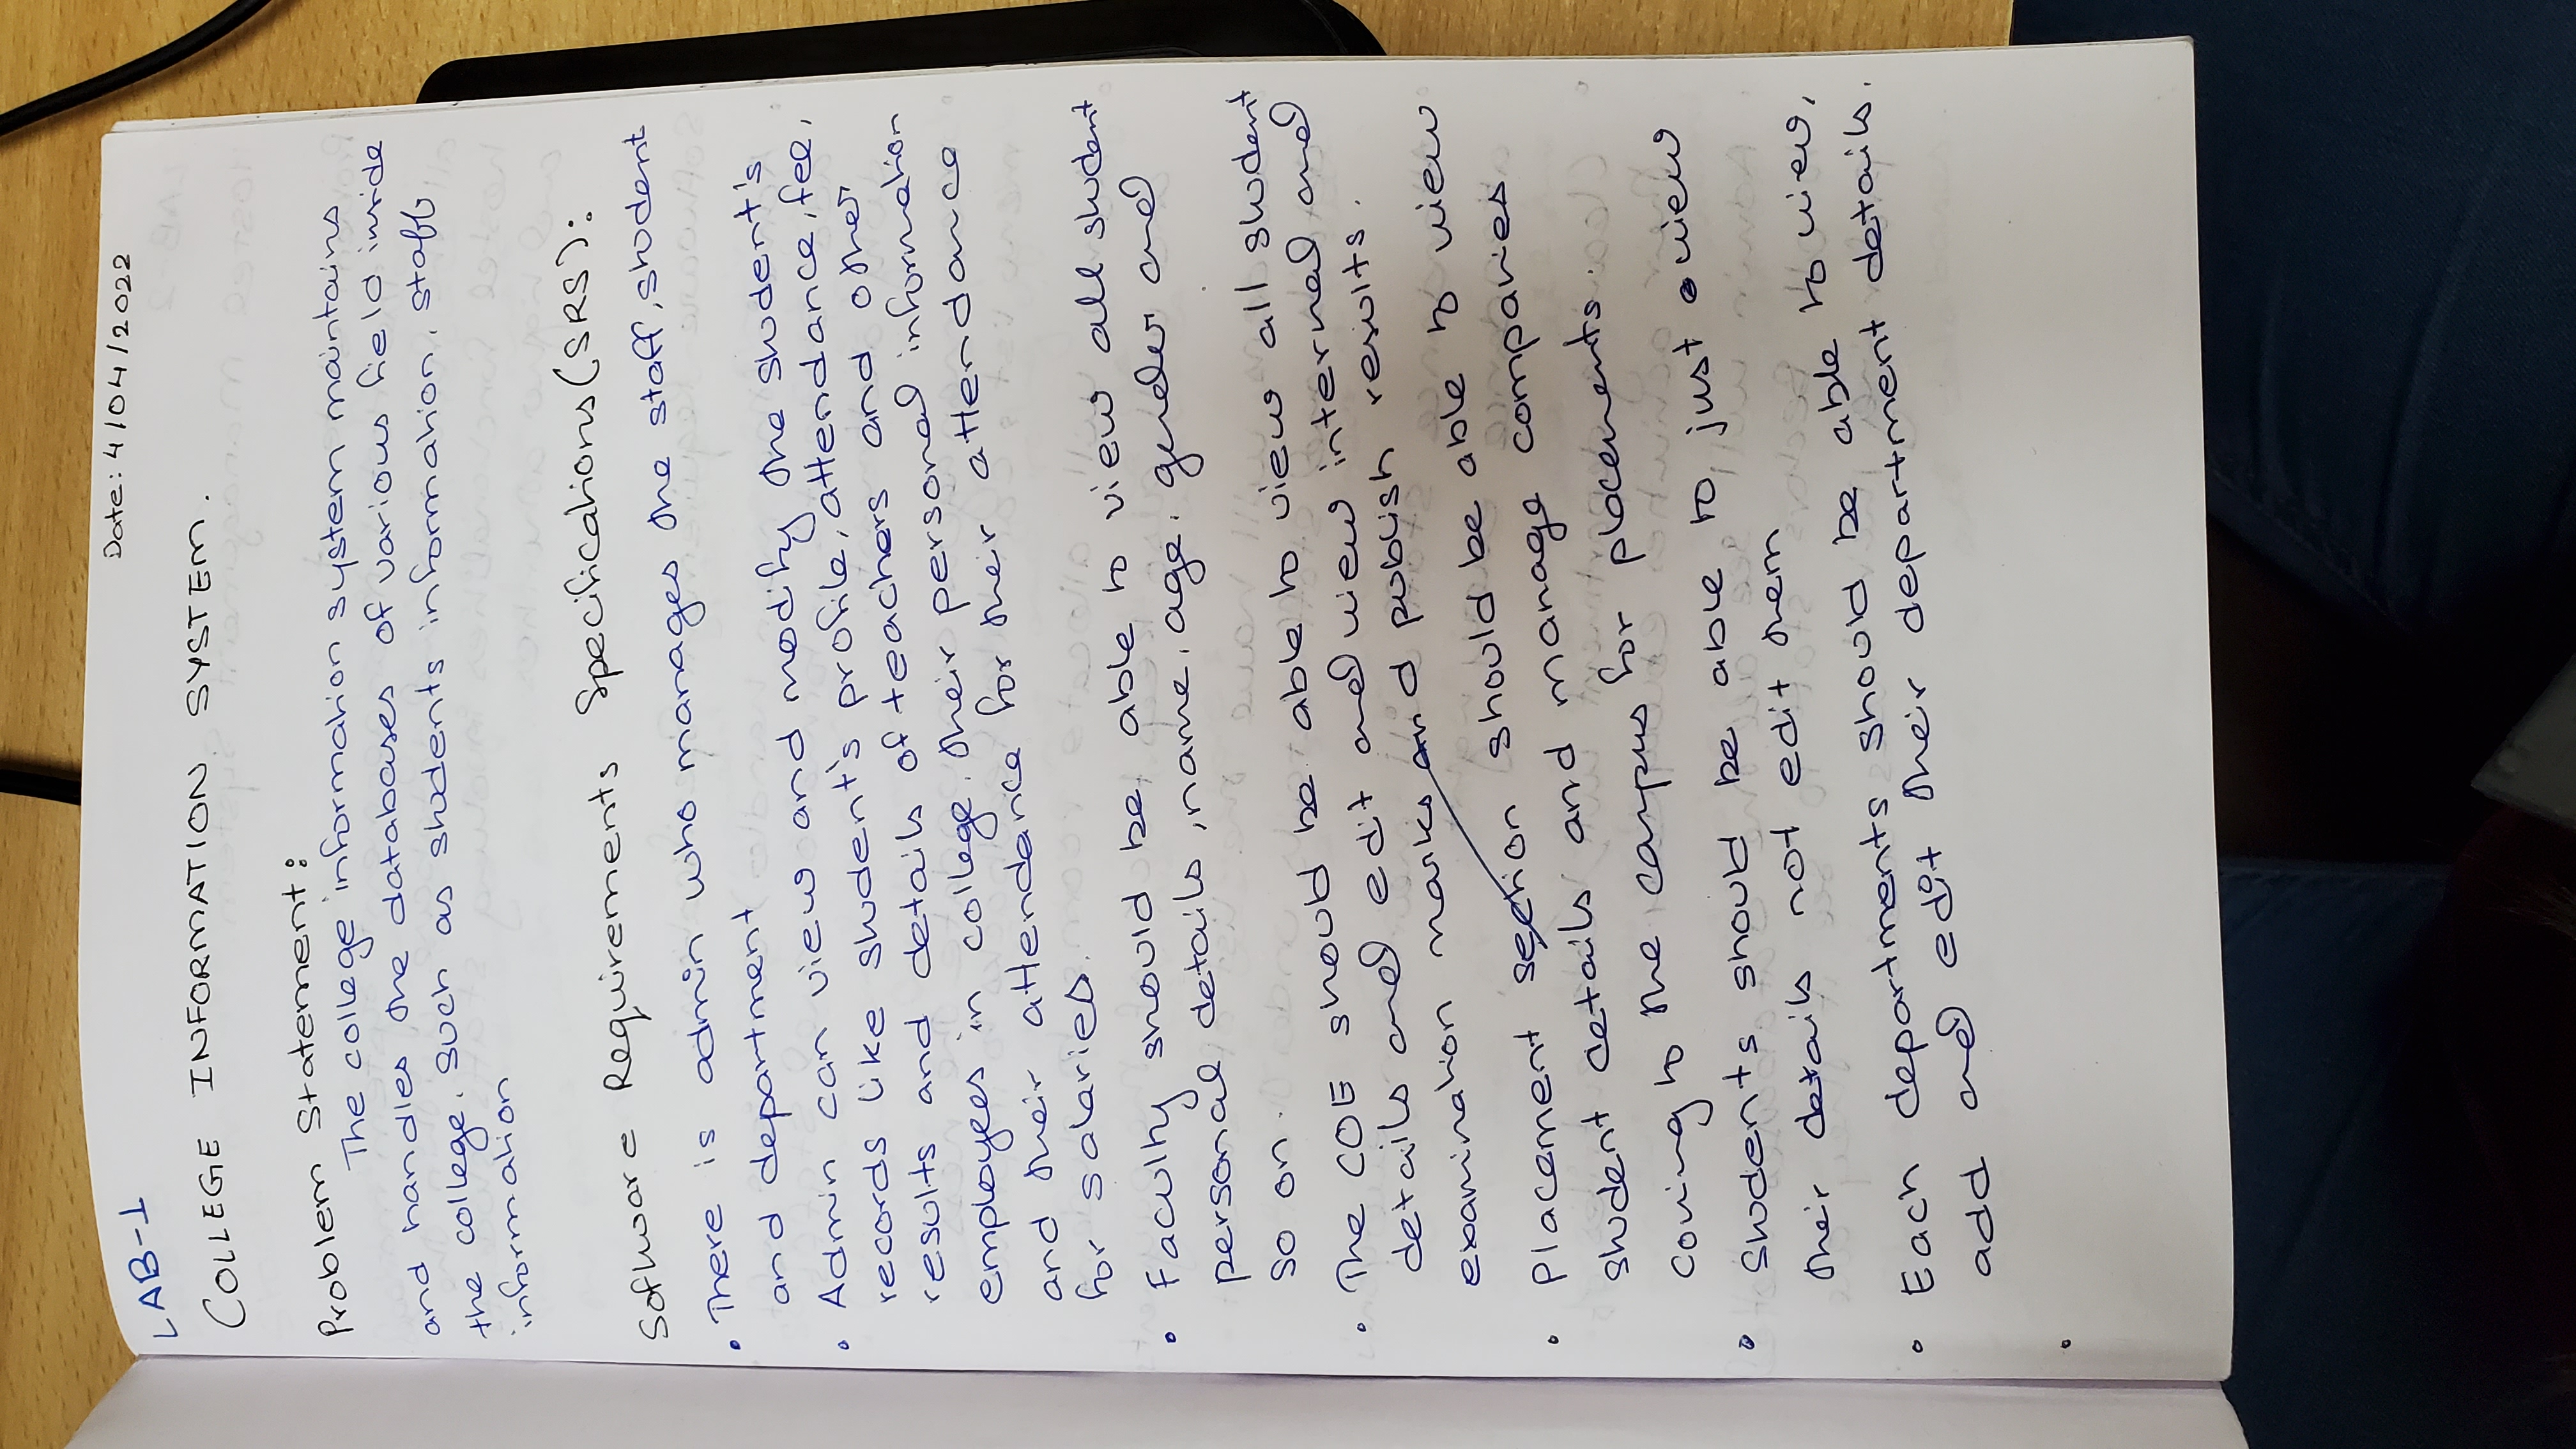 Date: 4/04/2022
LAB-1
COLLEGE INFORMATION SYSTEM.
Problem Statement:
The college information system maintains
and handles the databases of various field inside
the college. such as students information, staff
information
Software Requirements Specifications (SRS):
• There is admin who manages the staff, student
and department
• Admin can view and modify the student's
records like student's profile, attendance, fee,
results and details of teachers and other
employees in college. their personal information
and their attendance for their attendance
for salaries.
• Faculty should be able to view all student
personal details, name, age, gender and
so on.
• The COE should be able to view all student
details and edit and view internal and
examination marks and publish results.
• Placement section should be able to view
student details and manage companies
coming to the campus for placements.
• Students should be able to just view
their details not edit them
• Each departments should be able to view,
add and edit their department details.
•